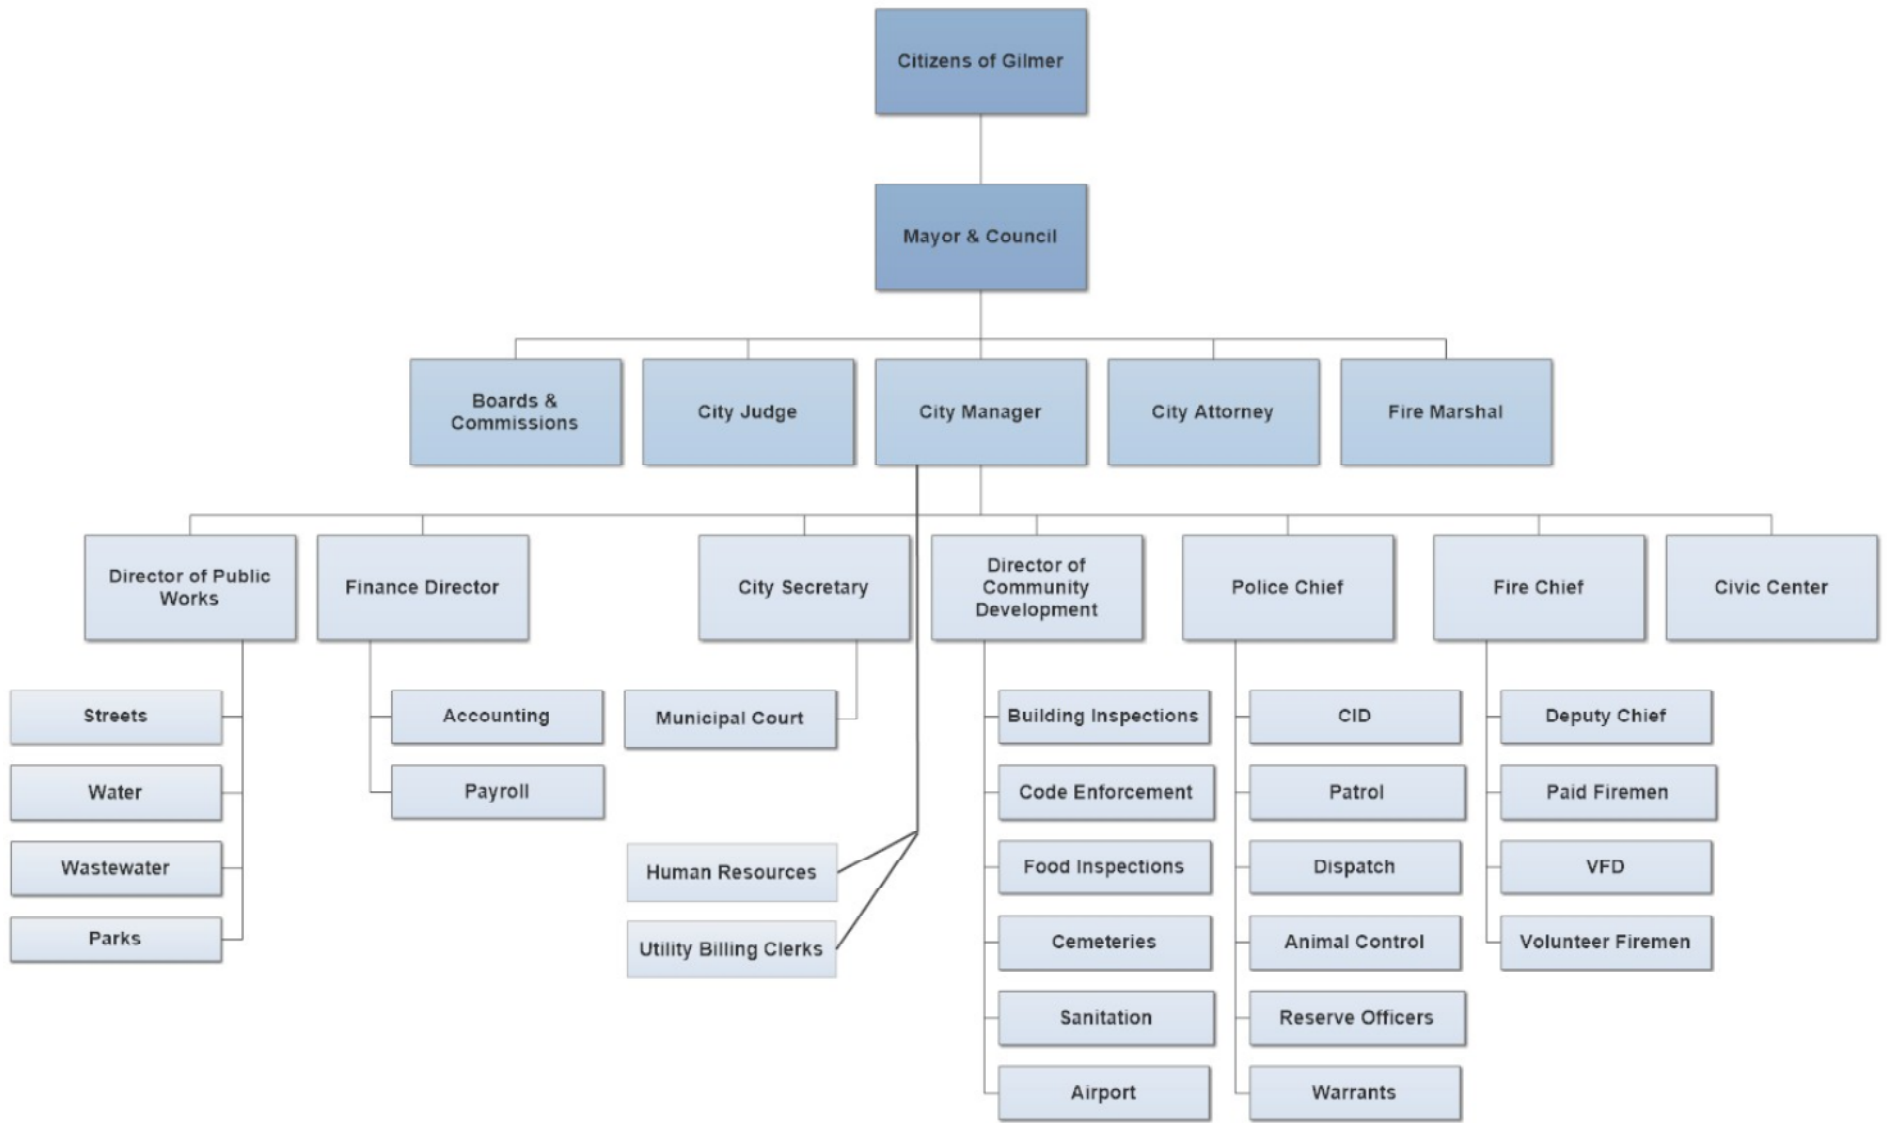 Citizens of Gilmer
Mayor & Council
Boards &
Commissions
City Judge
City Manager
City Attorney
Fire Marshal
Director of Public
Works
Finance Director
City Secretary
Director of
Community
Development
Police Chief
Fire Chief
Civic Center
Streets
Water
Wastewater
Parks
Accounting
Payroll
Municipal Court
Human Resources
Utility Billing Clerks
Building Inspections
Code Enforcement
Food Inspections
Cemeteries
Sanitation
Airport
CID
Patrol
Dispatch
Animal Control
Reserve Officers
Warrants
Deputy Chief
Paid Firemen
VFD
Volunteer Firemen